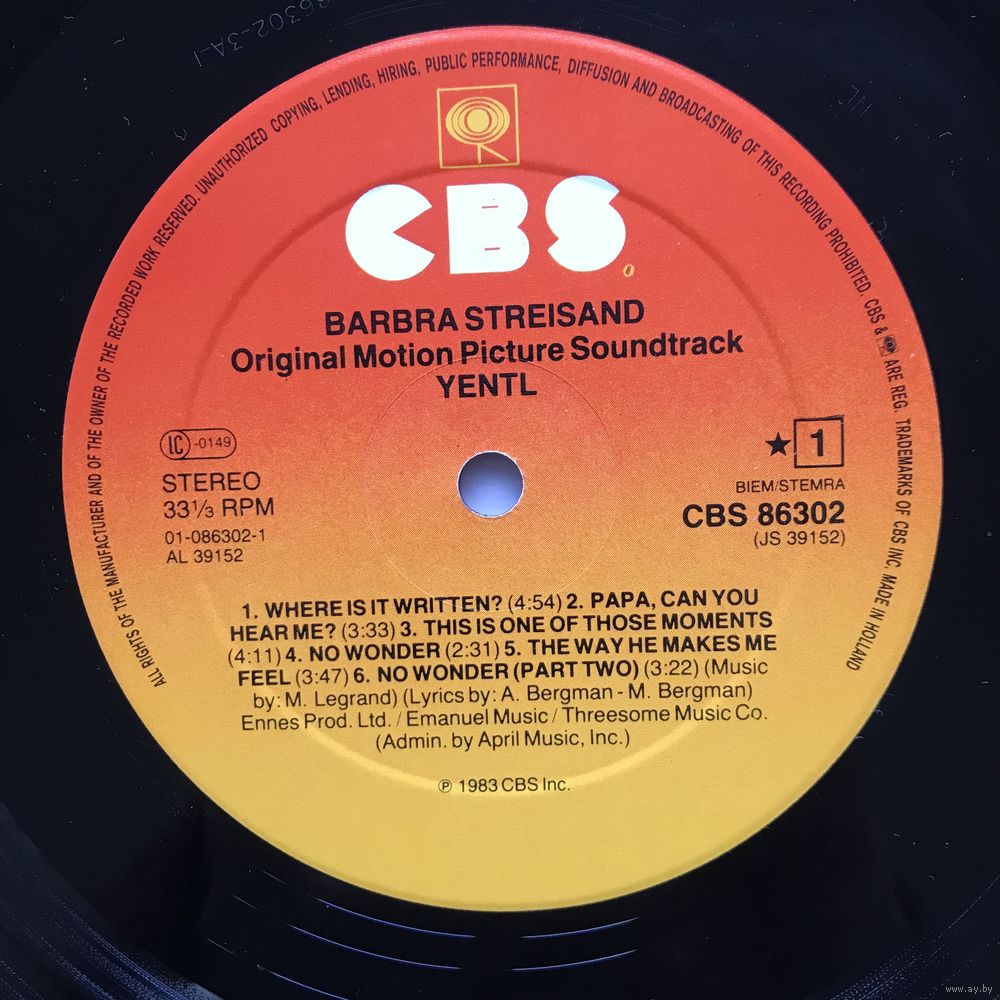 86302-3A-1
ALL RIGHTS OF THE MANUFACTURER AND OF THE OWNER OF THE RECORDED WORK RESERVED. UNAUTHORIZED COPYING, LENDING, HIRING, PUBLIC PERFORMANCE, DIFFUSION AND BROADCASTING OF THIS RECORDING PROHIBITED. CBS & ARE REG. TRADEMARKS OF CBS INC. MADE IN HOLLAND
CBS
BARBRA STREISAND
Original Motion Picture Soundtrack
YENTL
LC -0149
STEREO
33 1/3 RPM
01-086302-1
AL 39152
★ 1
BIEM/STEMRA
CBS 86302
(JS 39152)
1. WHERE IS IT WRITTEN? (4:54) 2. PAPA, CAN YOU
HEAR ME? (3:33) 3. THIS IS ONE OF THOSE MOMENTS
(4:11) 4. NO WONDER (2:31) 5. THE WAY HE MAKES ME
FEEL (3:47) 6. NO WONDER (PART TWO) (3:22) (Music
by: M. Legrand) (Lyrics by: A. Bergman - M. Bergman)
Ennes Prod. Ltd. / Emanuel Music / Threesome Music Co.
(Admin. by April Music, Inc.)
℗ 1983 CBS Inc.
www.ay.by